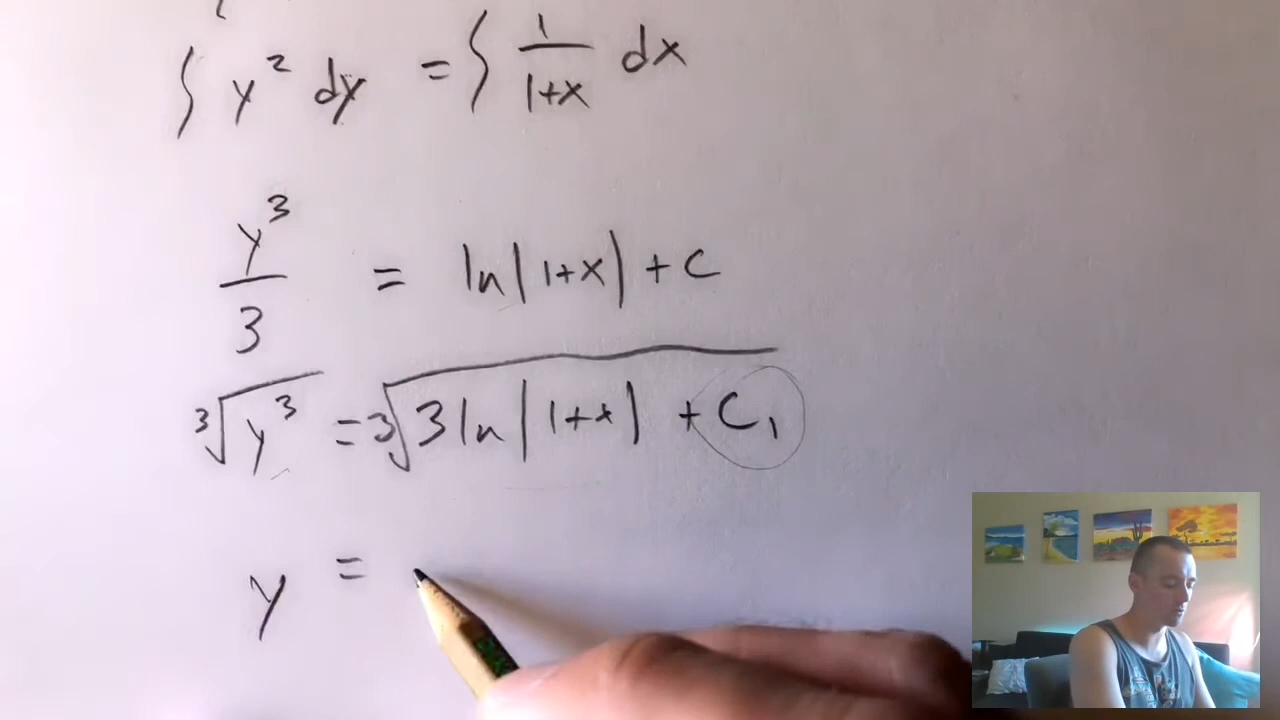 ∫ y² dy = ∫ 1/(1+x) dx
y³/3 = ln|1+x| + C
∛y³ = ∛(3 ln|1+x| + C₁)
y =